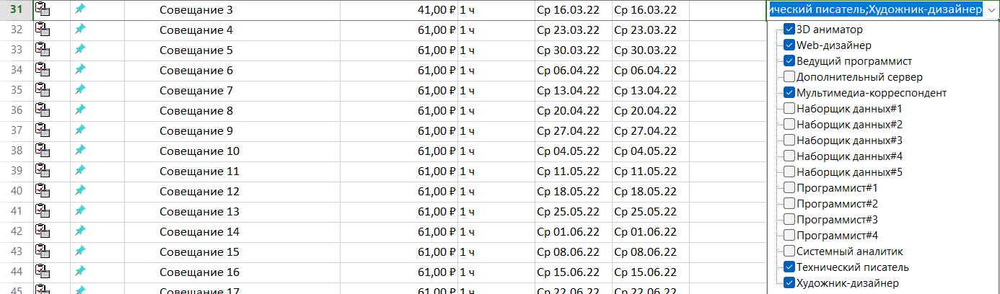 31 Совещание 3 41,00 ₽ 1 ч Ср 16.03.22 Ср 16.03.22 ический писатель;Художник-дизайнер
32 Совещание 4 61,00 ₽ 1 ч Ср 23.03.22 Ср 23.03.22
33 Совещание 5 61,00 ₽ 1 ч Ср 30.03.22 Ср 30.03.22
34 Совещание 6 61,00 ₽ 1 ч Ср 06.04.22 Ср 06.04.22
35 Совещание 7 61,00 ₽ 1 ч Ср 13.04.22 Ср 13.04.22
36 Совещание 8 61,00 ₽ 1 ч Ср 20.04.22 Ср 20.04.22
37 Совещание 9 61,00 ₽ 1 ч Ср 27.04.22 Ср 27.04.22
38 Совещание 10 61,00 ₽ 1 ч Ср 04.05.22 Ср 04.05.22
39 Совещание 11 61,00 ₽ 1 ч Ср 11.05.22 Ср 11.05.22
40 Совещание 12 61,00 ₽ 1 ч Ср 18.05.22 Ср 18.05.22
41 Совещание 13 61,00 ₽ 1 ч Ср 25.05.22 Ср 25.05.22
42 Совещание 14 61,00 ₽ 1 ч Ср 01.06.22 Ср 01.06.22
43 Совещание 15 61,00 ₽ 1 ч Ср 08.06.22 Ср 08.06.22
44 Совещание 16 61,00 ₽ 1 ч Ср 15.06.22 Ср 15.06.22
45 Совещание 17 61,00 ₽ 1 ч Ср 22.06.22 Ср 22.06.22
3D аниматор
Web-дизайнер
Ведущий программист
Дополнительный сервер
Мультимедиа-корреспондент
Наборщик данных#1
Наборщик данных#2
Наборщик данных#3
Наборщик данных#4
Наборщик данных#5
Программист#1
Программист#2
Программист#3
Программист#4
Системный аналитик
Технический писатель
Художник-дизайнер